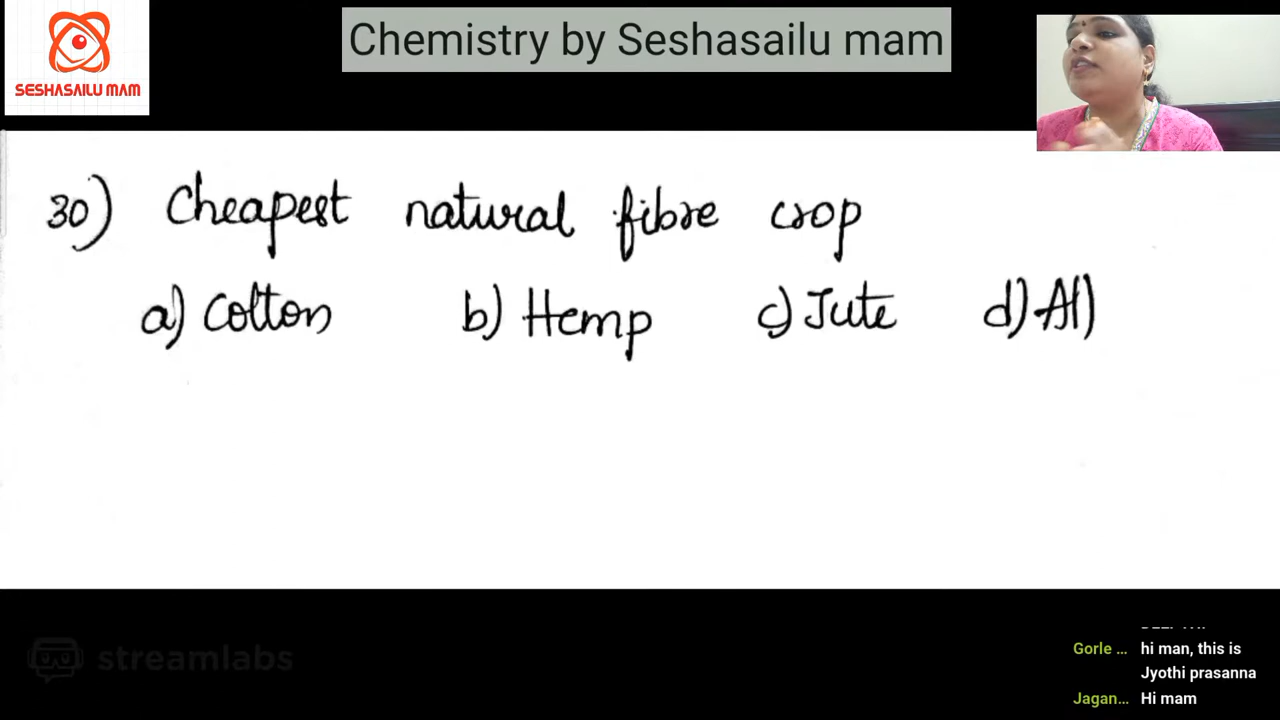 SESHASAILU MAM
Chemistry by Seshasailu mam
30) Cheapest natural fibre crop
a) Cotton b) Hemp c) Jute d) All
streamlabs
Gorle ... hi man, this is
Jyothi prasanna
Jagan... Hi mam